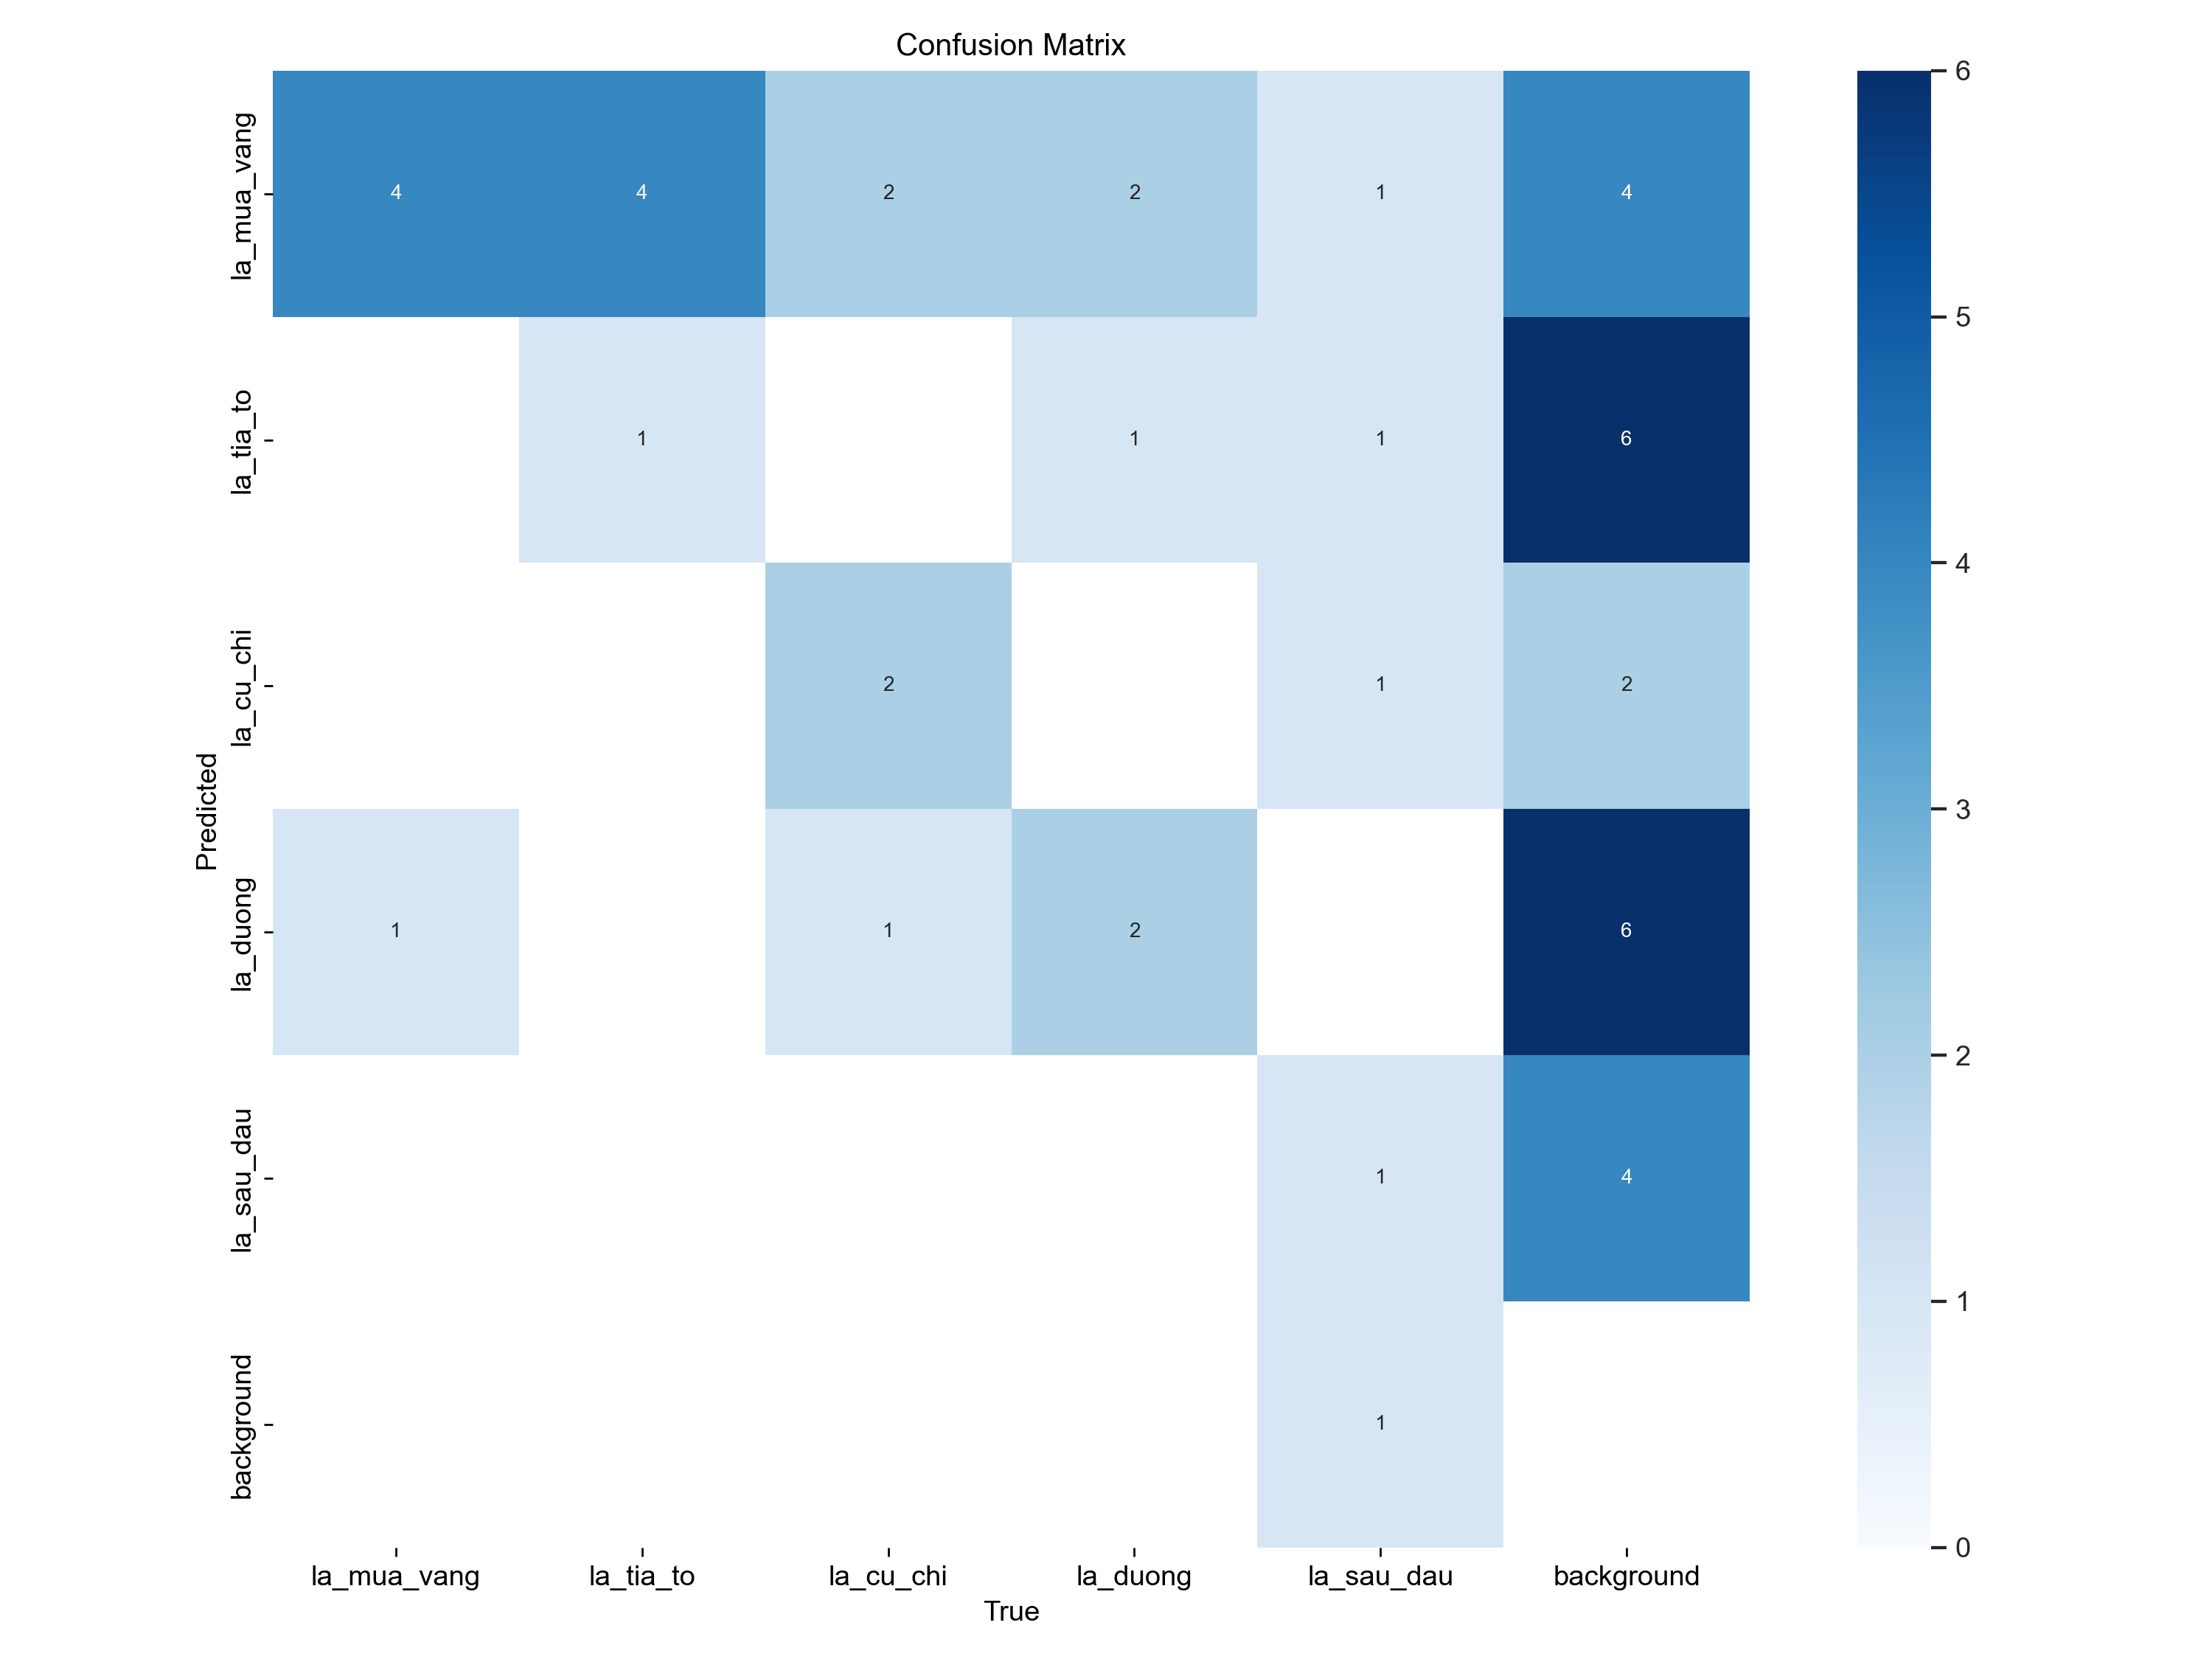 Confusion Matrix
la_mua_vang 4 4 2 2 1 4
la_tia_to 1 1 1 6
la_cu_chi 2 1 2
la_duong 1 1 2 6
la_sau_dau 1 4
background 1
Predicted
la_mua_vang la_tia_to la_cu_chi la_duong la_sau_dau background
True
6
5
4
3
2
1
0